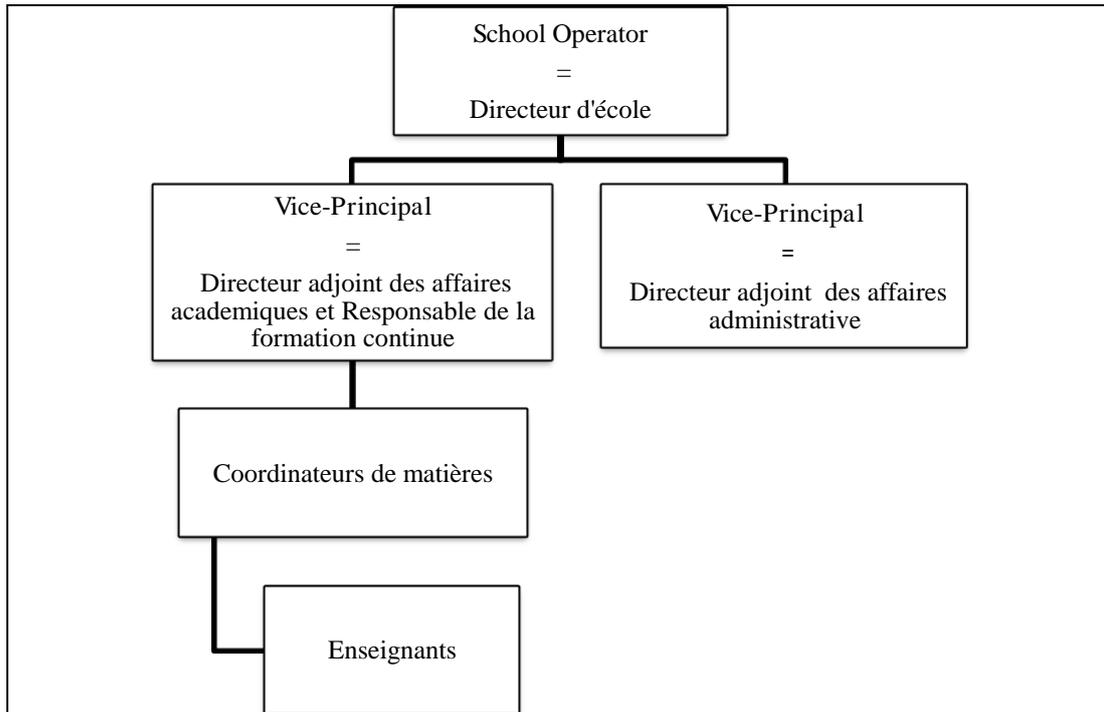 School Operator
=
Directeur d'école
Vice-Principal
=
Directeur adjoint des affaires
academiques et Responsable de la
formation continue
Vice-Principal
=
Directeur adjoint des affaires
administrative
Coordinateurs de matières
Enseignants